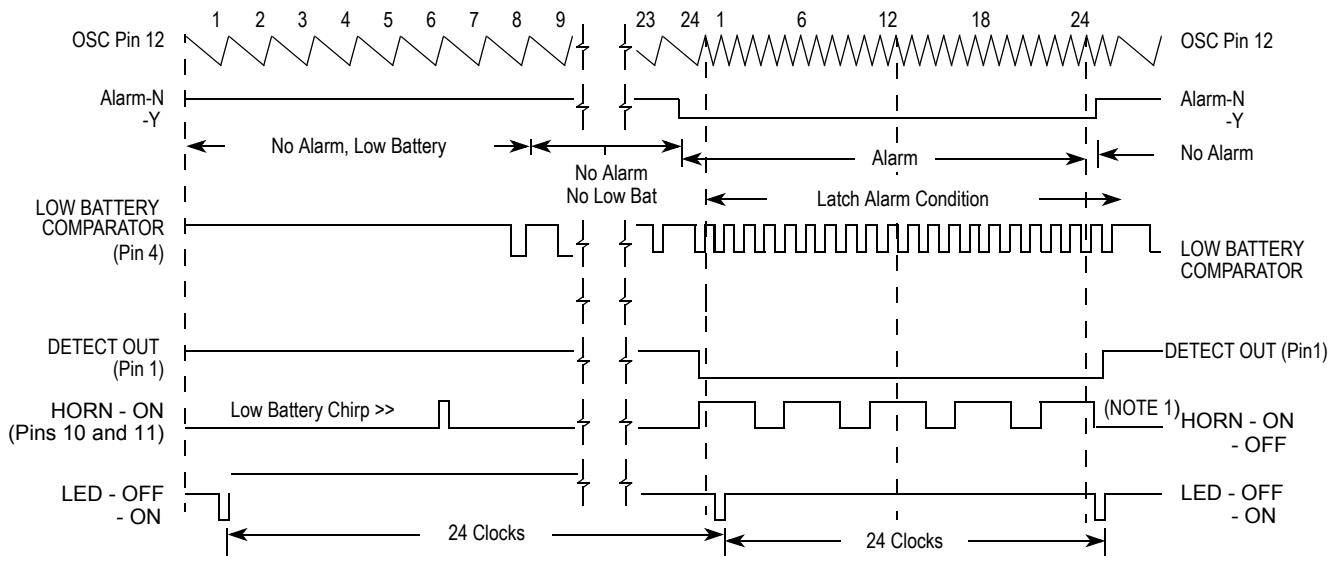 1 2 3 4 5 6 7 8 9 23 24 1 6 12 18 24
OSC Pin 12
OSC Pin 12
Alarm-N
-Y
Alarm-N
-Y
No Alarm, Low Battery
No Alarm
No Low Bat
Alarm
No Alarm
Latch Alarm Condition
LOW BATTERY
COMPARATOR
(Pin 4)
LOW BATTERY
COMPARATOR
DETECT OUT
(Pin 1)
DETECT OUT (Pin1)
HORN - ON
(Pins 10 and 11)
Low Battery Chirp >>
(NOTE 1)
HORN - ON
- OFF
LED - OFF
- ON
LED - OFF
- ON
24 Clocks
24 Clocks